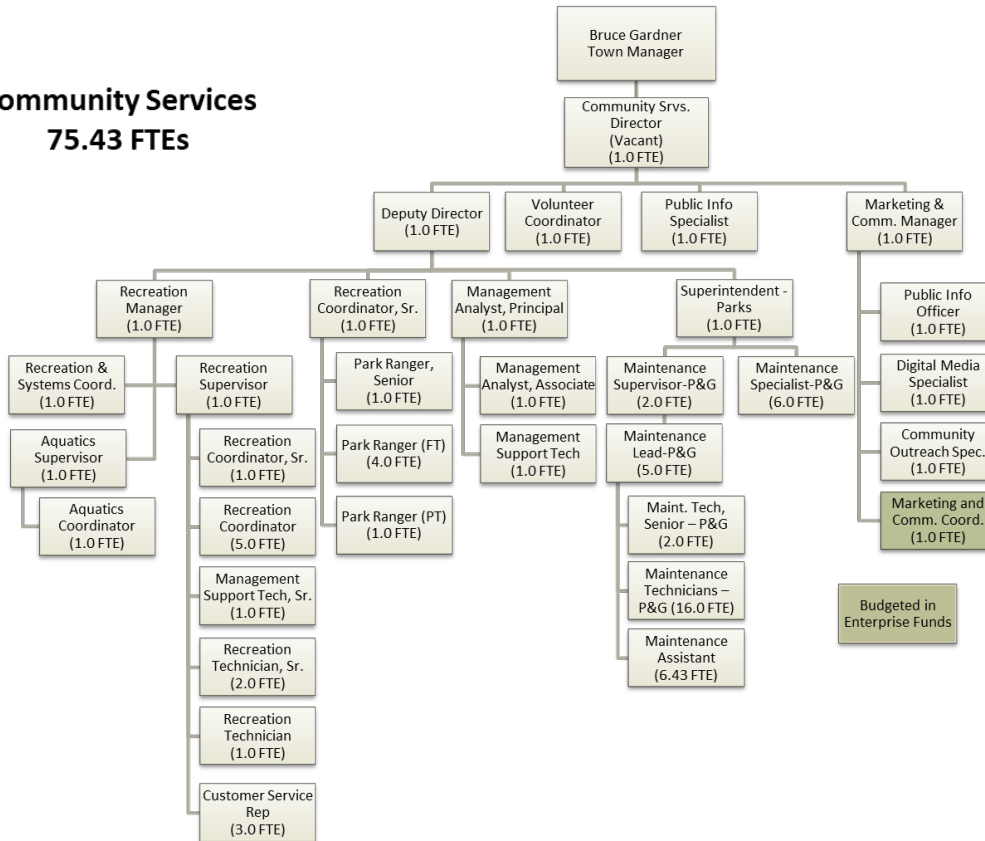 ommunity Services
75.43 FTEs
Bruce Gardner
Town Manager
Community Srvs.
Director
(Vacant)
(1.0 FTE)
Deputy Director
(1.0 FTE)
Volunteer
Coordinator
(1.0 FTE)
Public Info
Specialist
(1.0 FTE)
Marketing &
Comm. Manager
(1.0 FTE)
Recreation
Manager
(1.0 FTE)
Recreation
Coordinator, Sr.
(1.0 FTE)
Management
Analyst, Principal
(1.0 FTE)
Superintendent -
Parks
(1.0 FTE)
Public Info
Officer
(1.0 FTE)
Digital Media
Specialist
(1.0 FTE)
Community
Outreach Spec.
(1.0 FTE)
Marketing and
Comm. Coord.
(1.0 FTE)
Recreation &
Systems Coord.
(1.0 FTE)
Recreation
Supervisor
(1.0 FTE)
Aquatics
Supervisor
(1.0 FTE)
Aquatics
Coordinator
(1.0 FTE)
Recreation
Coordinator, Sr.
(1.0 FTE)
Recreation
Coordinator
(5.0 FTE)
Management
Support Tech, Sr.
(1.0 FTE)
Recreation
Technician, Sr.
(2.0 FTE)
Recreation
Technician
(1.0 FTE)
Customer Service
Rep
(3.0 FTE)
Park Ranger,
Senior
(1.0 FTE)
Park Ranger (FT)
(4.0 FTE)
Park Ranger (PT)
(1.0 FTE)
Management
Analyst, Associate
(1.0 FTE)
Management
Support Tech
(1.0 FTE)
Maintenance
Supervisor-P&G
(2.0 FTE)
Maintenance
Specialist-P&G
(6.0 FTE)
Maintenance
Lead-P&G
(5.0 FTE)
Maint. Tech,
Senior – P&G
(2.0 FTE)
Maintenance
Technicians –
P&G (16.0 FTE)
Maintenance
Assistant
(6.43 FTE)
Budgeted in
Enterprise Funds